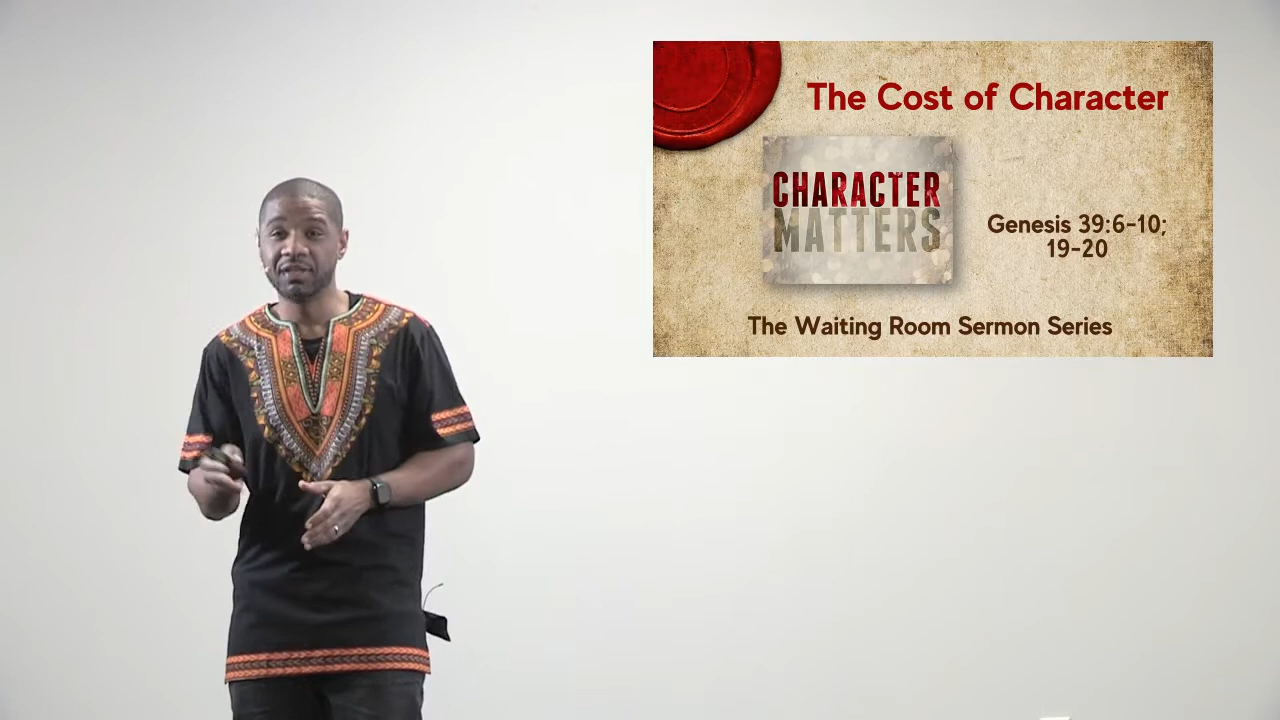 The Cost of Character
CHARACTER
MATTERS
Genesis 39:6-10;
19-20
The Waiting Room Sermon Series